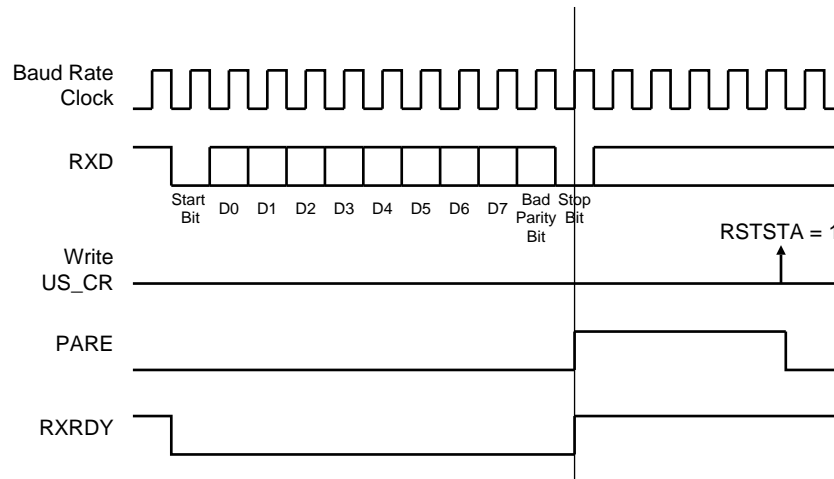 Baud Rate
Clock
RXD
Start
Bit
D0 D1 D2 D3 D4 D5 D6 D7
Bad
Parity
Bit
Stop
Bit
RSTSTA = 1
Write
US_CR
PARE
RXRDY